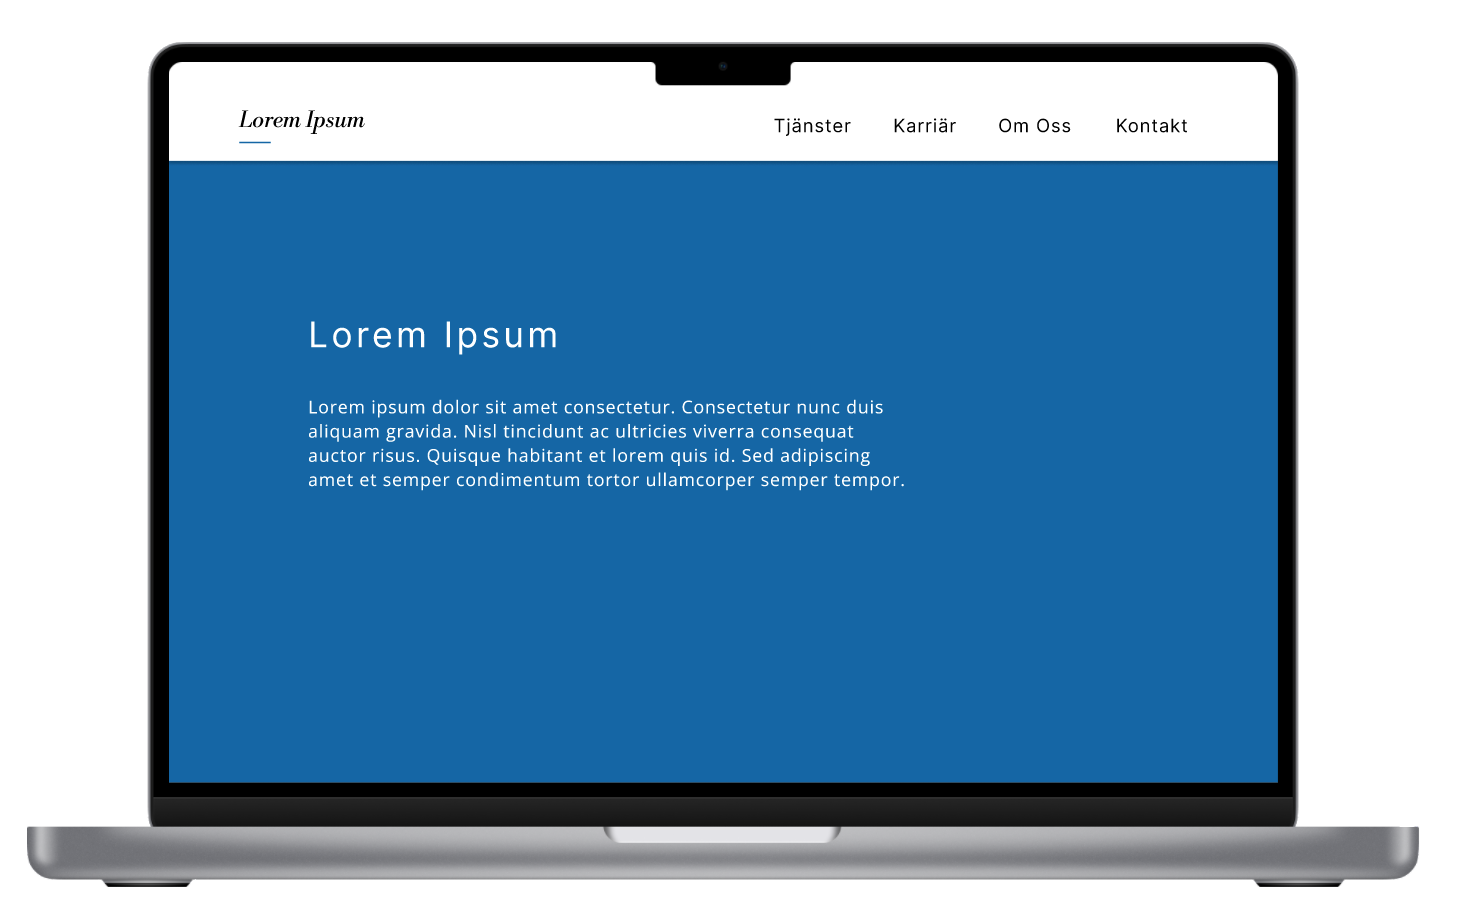 Lorem Ipsum
Tjänster Karriär Om Oss Kontakt
Lorem Ipsum
Lorem ipsum dolor sit amet consectetur. Consectetur nunc duis
aliquam gravida. Nisl tincidunt ac ultricies viverra consequat
auctor risus. Quisque habitant et lorem quis id. Sed adipiscing
amet et semper condimentum tortor ullamcorper semper tempor.